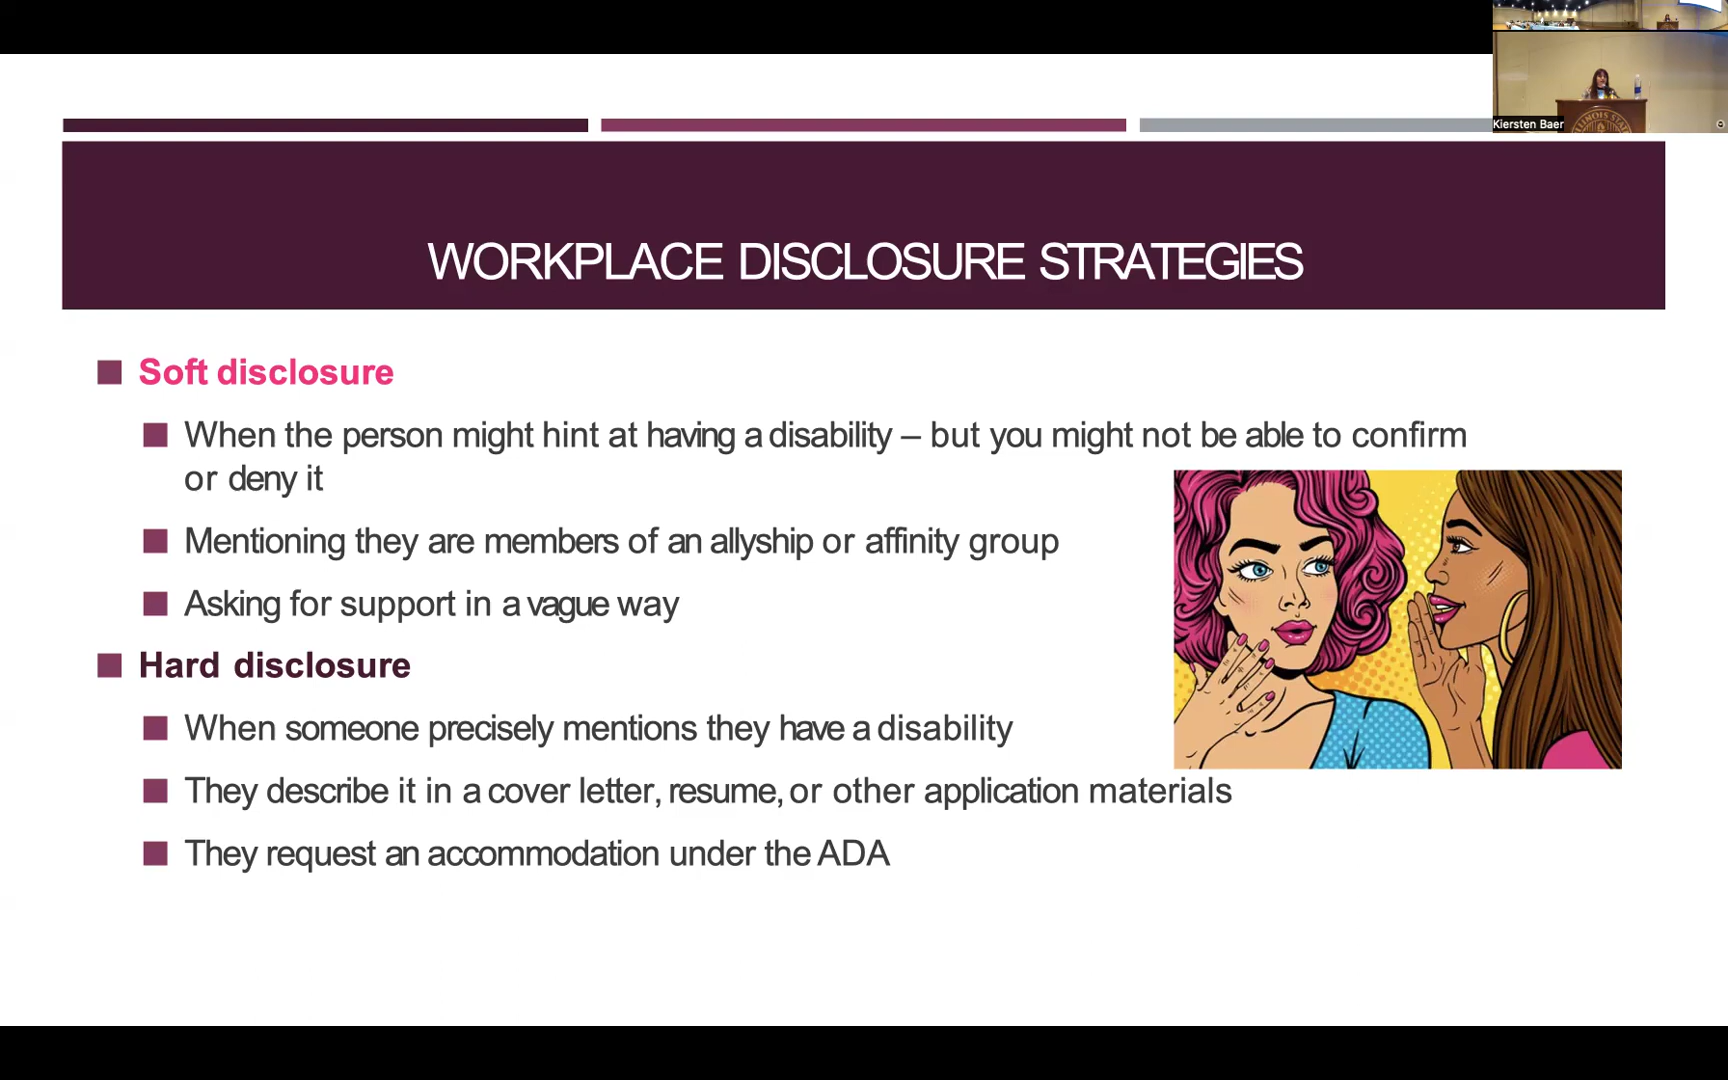 Kiersten Baer
ILLINOIS STATE
WORKPLACE DISCLOSURE STRATEGIES
Soft disclosure
When the person might hint at having a disability – but you might not be able to confirm
or deny it
Mentioning they are members of an allyship or affinity group
Asking for support in a vague way
Hard disclosure
When someone precisely mentions they have a disability
They describe it in a cover letter, resume, or other application materials
They request an accommodation under the ADA